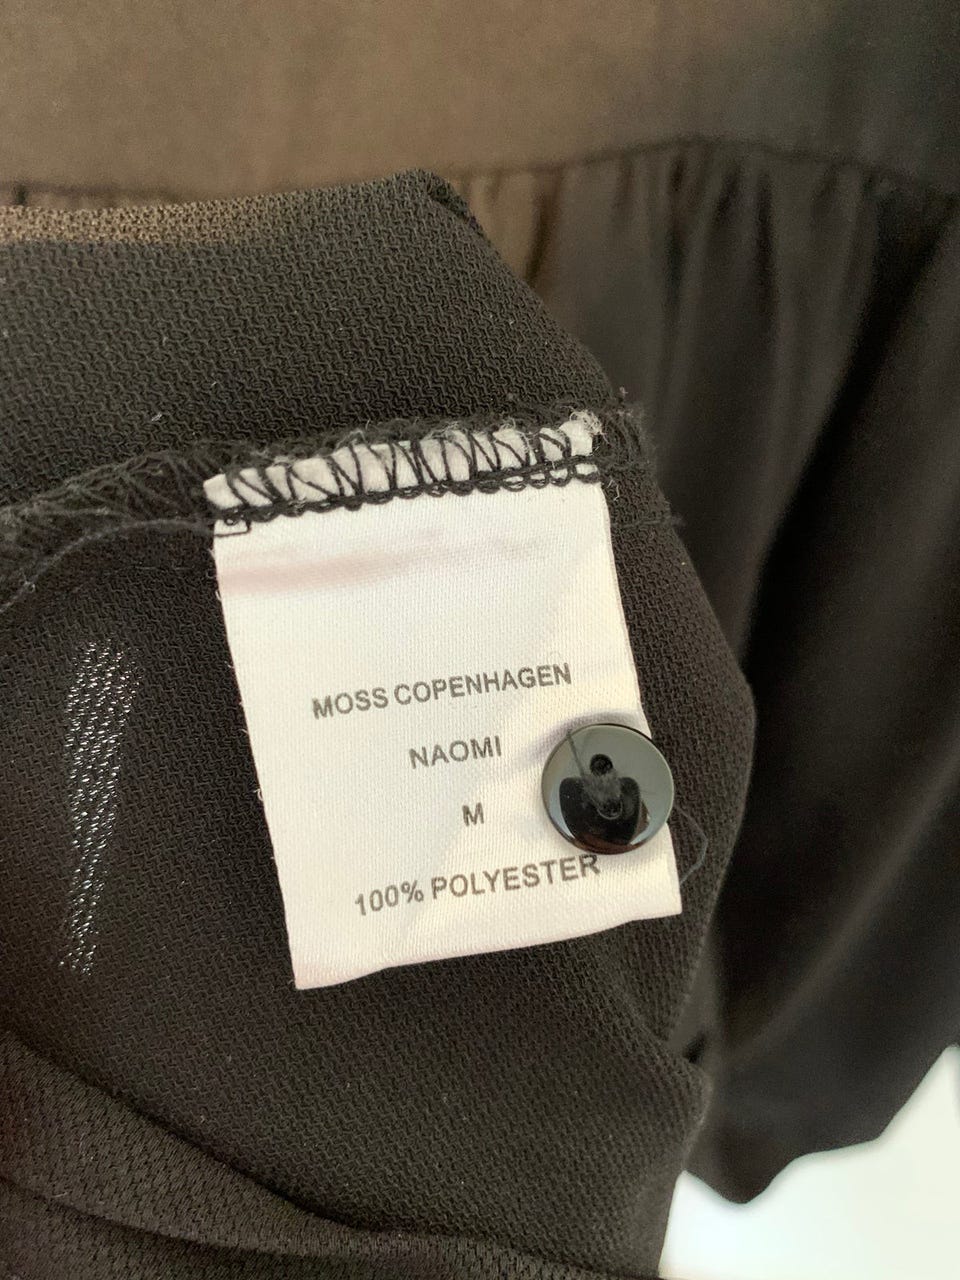 MOSS COPENHAGEN
NAOMI
M
100% POLYESTER